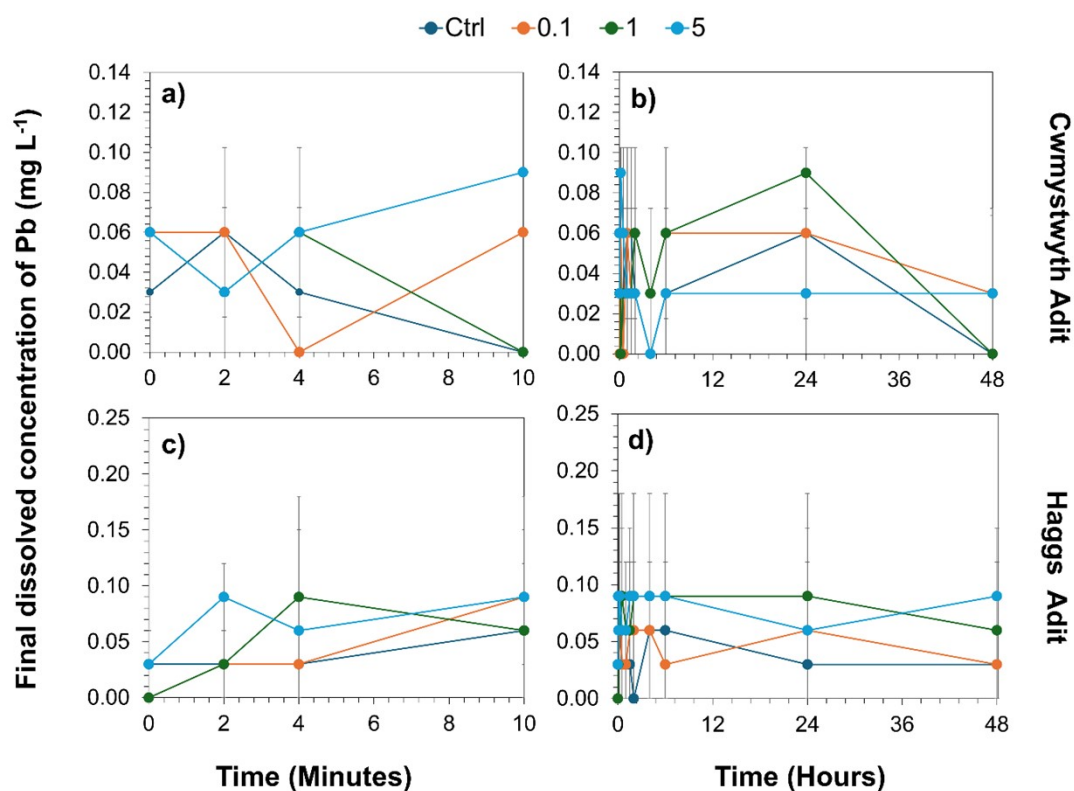 Ctrl 0.1 1 5
Final dissolved concentration of Pb (mg L-1)
a)
0.14
0.12
0.10
0.08
0.06
0.04
0.02
0.00
0 2 4 6 8 10
b)
0.14
0.12
0.10
0.08
0.06
0.04
0.02
0.00
0 12 24 36 48
Cwmystwyth Adit
c)
0.25
0.20
0.15
0.10
0.05
0.00
0 2 4 6 8 10
d)
0.25
0.20
0.15
0.10
0.05
0.00
0 12 24 36 48
Haggs Adit
Time (Minutes)
Time (Hours)